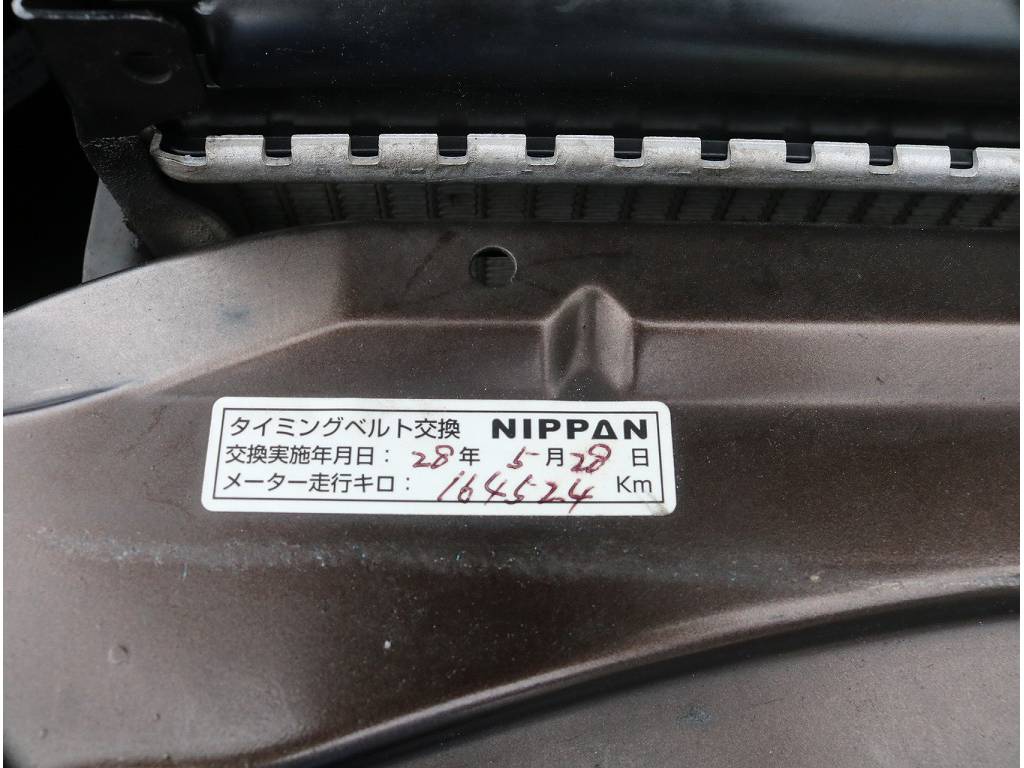 タイミングベルト交換 NIPPAN
交換実施年月日：28年 5月28日
メーター走行キロ：164524 Km